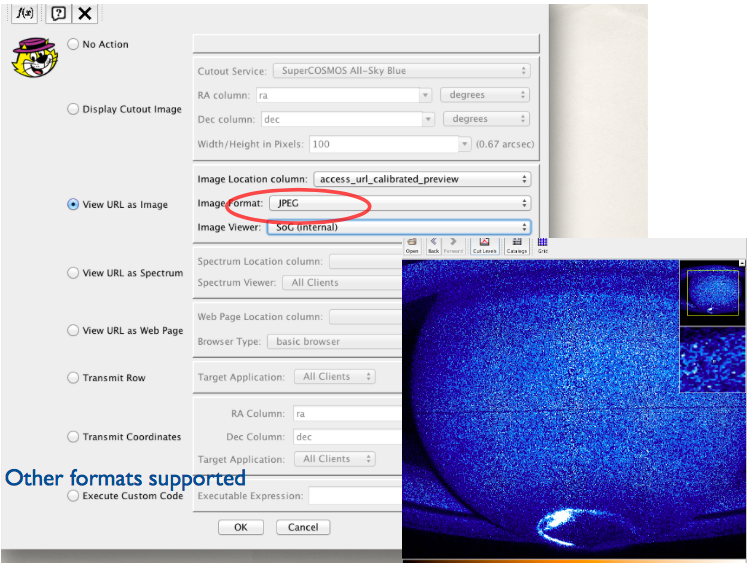 f(x) ?
No Action
Cutout Service: SuperCOSMOS All-Sky Blue
RA column: ra degrees
Display Cutout Image
Dec column: dec degrees
Width/Height in Pixels: 100 (0.67 arcsec)
Image Location column: access_url_calibrated_preview
View URL as Image
Image Format: JPEG
Image Viewer: SoG (internal)
Open Back Forward Cut Levels Catalogs Grid
Spectrum Location column:
View URL as Spectrum
Spectrum Viewer: All Clients
Web Page Location column:
View URL as Web Page
Browser Type: basic browser
Transmit Row Target Application: All Clients
RA Column: ra
Transmit Coordinates Dec Column: dec
Target Application: All Clients
Other formats supported
Execute Custom Code Executable Expression:
OK Cancel